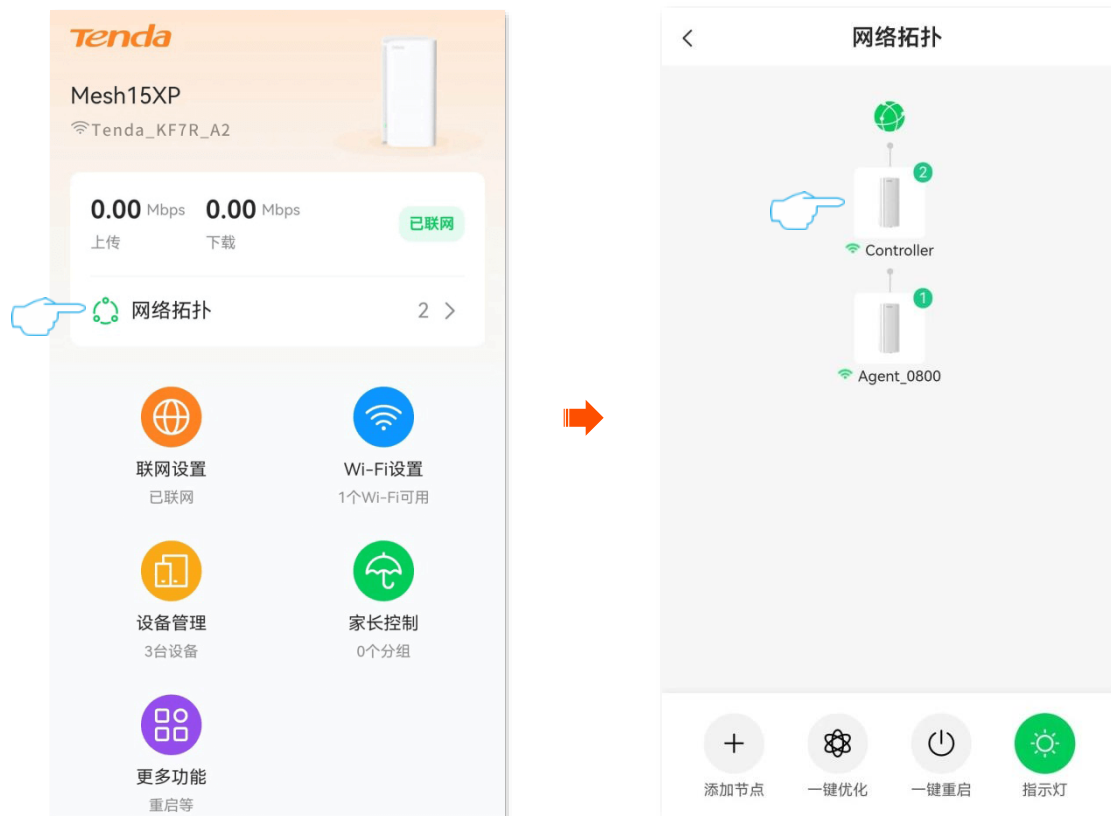 Tenda
Mesh15XP
Tenda_KF7R_A2
0.00 Mbps 0.00 Mbps
上传 下载
已联网
网络拓扑 2
联网设置 Wi-Fi设置
已联网 1个Wi-Fi可用
设备管理 家长控制
3台设备 0个分组
更多功能
重启等
网络拓扑
2
Controller
1
Agent_0800
添加节点 一键优化 一键重启 指示灯